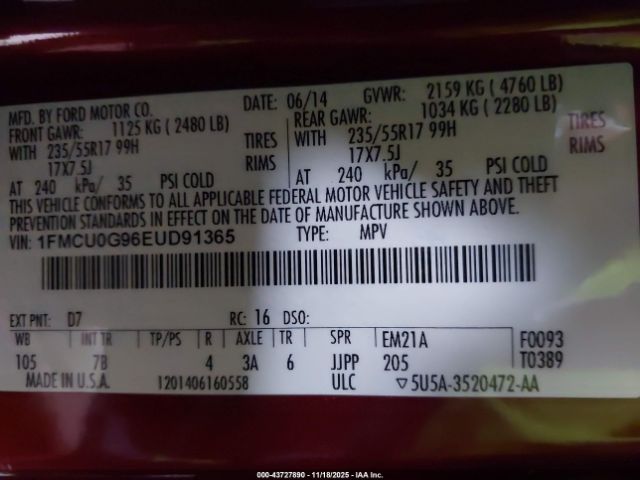 MFD. BY FORD MOTOR CO. DATE: 06/14 GVWR: 2159 KG ( 4760 LB)
FRONT GAWR: 1125 KG ( 2480 LB) REAR GAWR: 1034 KG ( 2280 LB)
WITH 235/55R17 99H TIRES WITH 235/55R17 99H TIRES
17X7.5J RIMS 17X7.5J RIMS
AT 240 kPa/ 35 PSI COLD AT 240 kPa/ 35 PSI COLD
THIS VEHICLE CONFORMS TO ALL APPLICABLE FEDERAL MOTOR VEHICLE SAFETY AND THEFT
PREVENTION STANDARDS IN EFFECT ON THE DATE OF MANUFACTURE SHOWN ABOVE.
VIN: 1FMCU0G96EUD91365 TYPE: MPV
EXT PNT: D7 RC: 16 DSO:
WB INT TR TP/PS R AXLE TR SPR EM21A F0093
105 7B 4 3A 6 JJPP 205 T0389
MADE IN U.S.A. 1201406160558 ULC ▽5U5A-3520472-AA
000-43727890 - 11/18/2025 - IAA Inc.